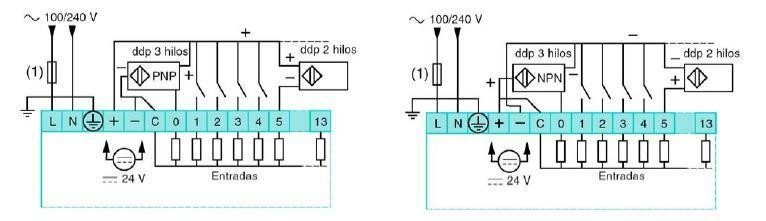 ~ 100/240 V
+
ddp 3 hilos
ddp 2 hilos
(1)
− PNP +
+
−
L N + − C 0 1 2 3 4 5 13
24 V
Entradas
~ 100/240 V
−
ddp 3 hilos
ddp 2 hilos
(1)
+ NPN −
−
+
L N + − C 0 1 2 3 4 5 13
24 V
Entradas